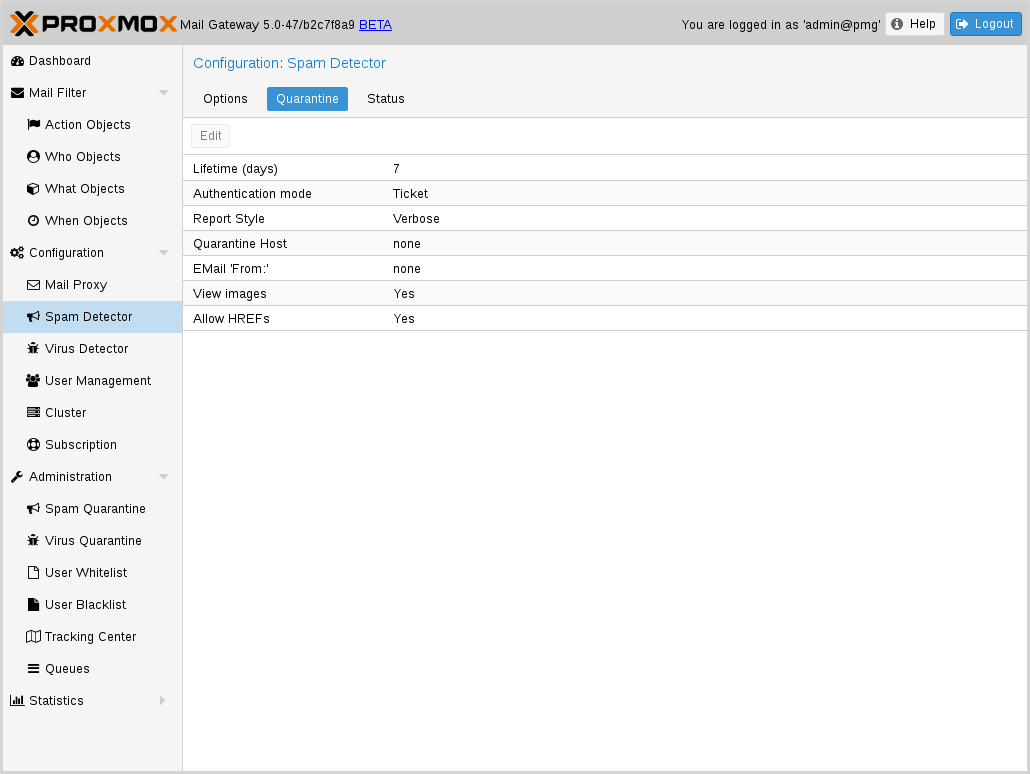 PROXMOX Mail Gateway 5.0-47/b2c7f8a9 BETA You are logged in as 'admin@pmg' Help Logout
Dashboard
Mail Filter
Action Objects
Who Objects
What Objects
When Objects
Configuration
Mail Proxy
Spam Detector
Virus Detector
User Management
Cluster
Subscription
Administration
Spam Quarantine
Virus Quarantine
User Whitelist
User Blacklist
Tracking Center
Queues
Statistics
Configuration: Spam Detector
Options Quarantine Status
Edit
Lifetime (days) 7
Authentication mode Ticket
Report Style Verbose
Quarantine Host none
EMail 'From:' none
View images Yes
Allow HREFs Yes